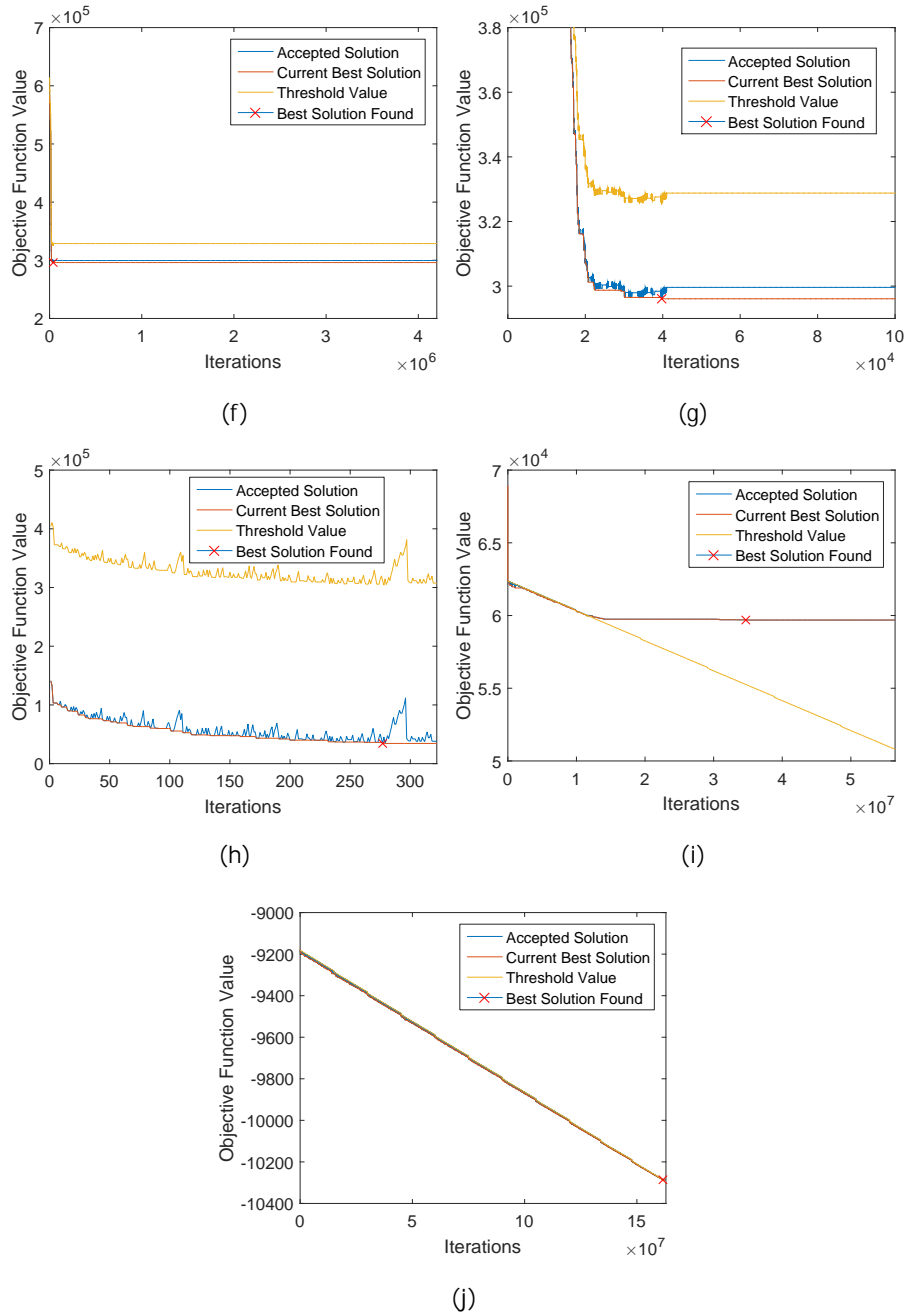 ×10^5
7
6
5
4
3
2
Objective Function Value
Accepted Solution
Current Best Solution
Threshold Value
Best Solution Found
0 1 2 3 4
Iterations
×10^6
(f)
×10^5
3.8
3.6
3.4
3.2
3
Objective Function Value
Accepted Solution
Current Best Solution
Threshold Value
Best Solution Found
0 2 4 6 8 10
Iterations
×10^4
(g)
×10^5
5
4
3
2
1
0
Objective Function Value
Accepted Solution
Current Best Solution
Threshold Value
Best Solution Found
0 50 100 150 200 250 300
Iterations
(h)
×10^4
7
6.5
6
5.5
5
Objective Function Value
Accepted Solution
Current Best Solution
Threshold Value
Best Solution Found
0 1 2 3 4 5
Iterations
×10^7
(i)
-9000
-9200
-9400
-9600
-9800
-10000
-10200
-10400
Objective Function Value
Accepted Solution
Current Best Solution
Threshold Value
Best Solution Found
0 5 10 15
Iterations
×10^7
(j)